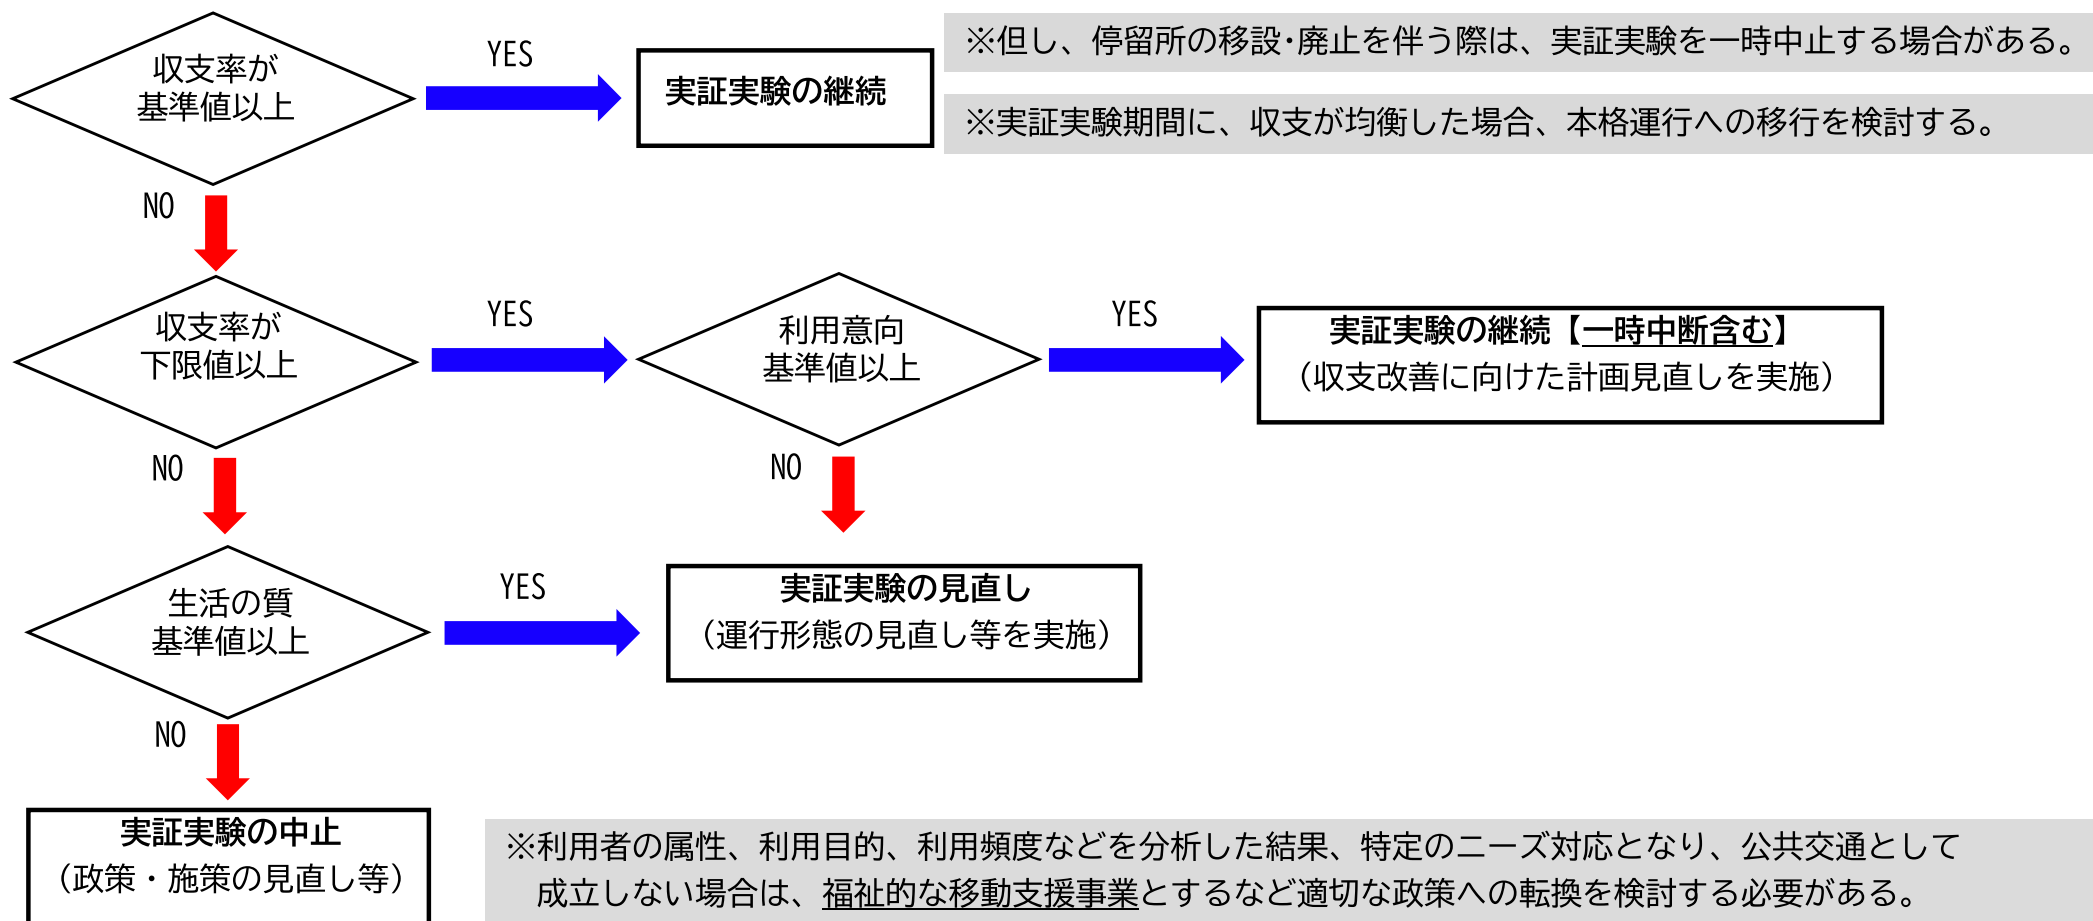 収支率が
基準値以上
YES
実証実験の継続
※但し、停留所の移設・廃止を伴う際は、実証実験を一時中止する場合がある。
※実証実験期間に、収支が均衡した場合、本格運行への移行を検討する。
NO
収支率が
下限値以上
YES
利用意向
基準値以上
YES
実証実験の継続【一時中断含む】
（収支改善に向けた計画見直しを実施）
NO
NO
生活の質
基準値以上
YES
実証実験の見直し
（運行形態の見直し等を実施）
NO
実証実験の中止
（政策・施策の見直し等）
※利用者の属性、利用目的、利用頻度などを分析した結果、特定のニーズ対応となり、公共交通として
成立しない場合は、福祉的な移動支援事業とするなど適切な政策への転換を検討する必要がある。